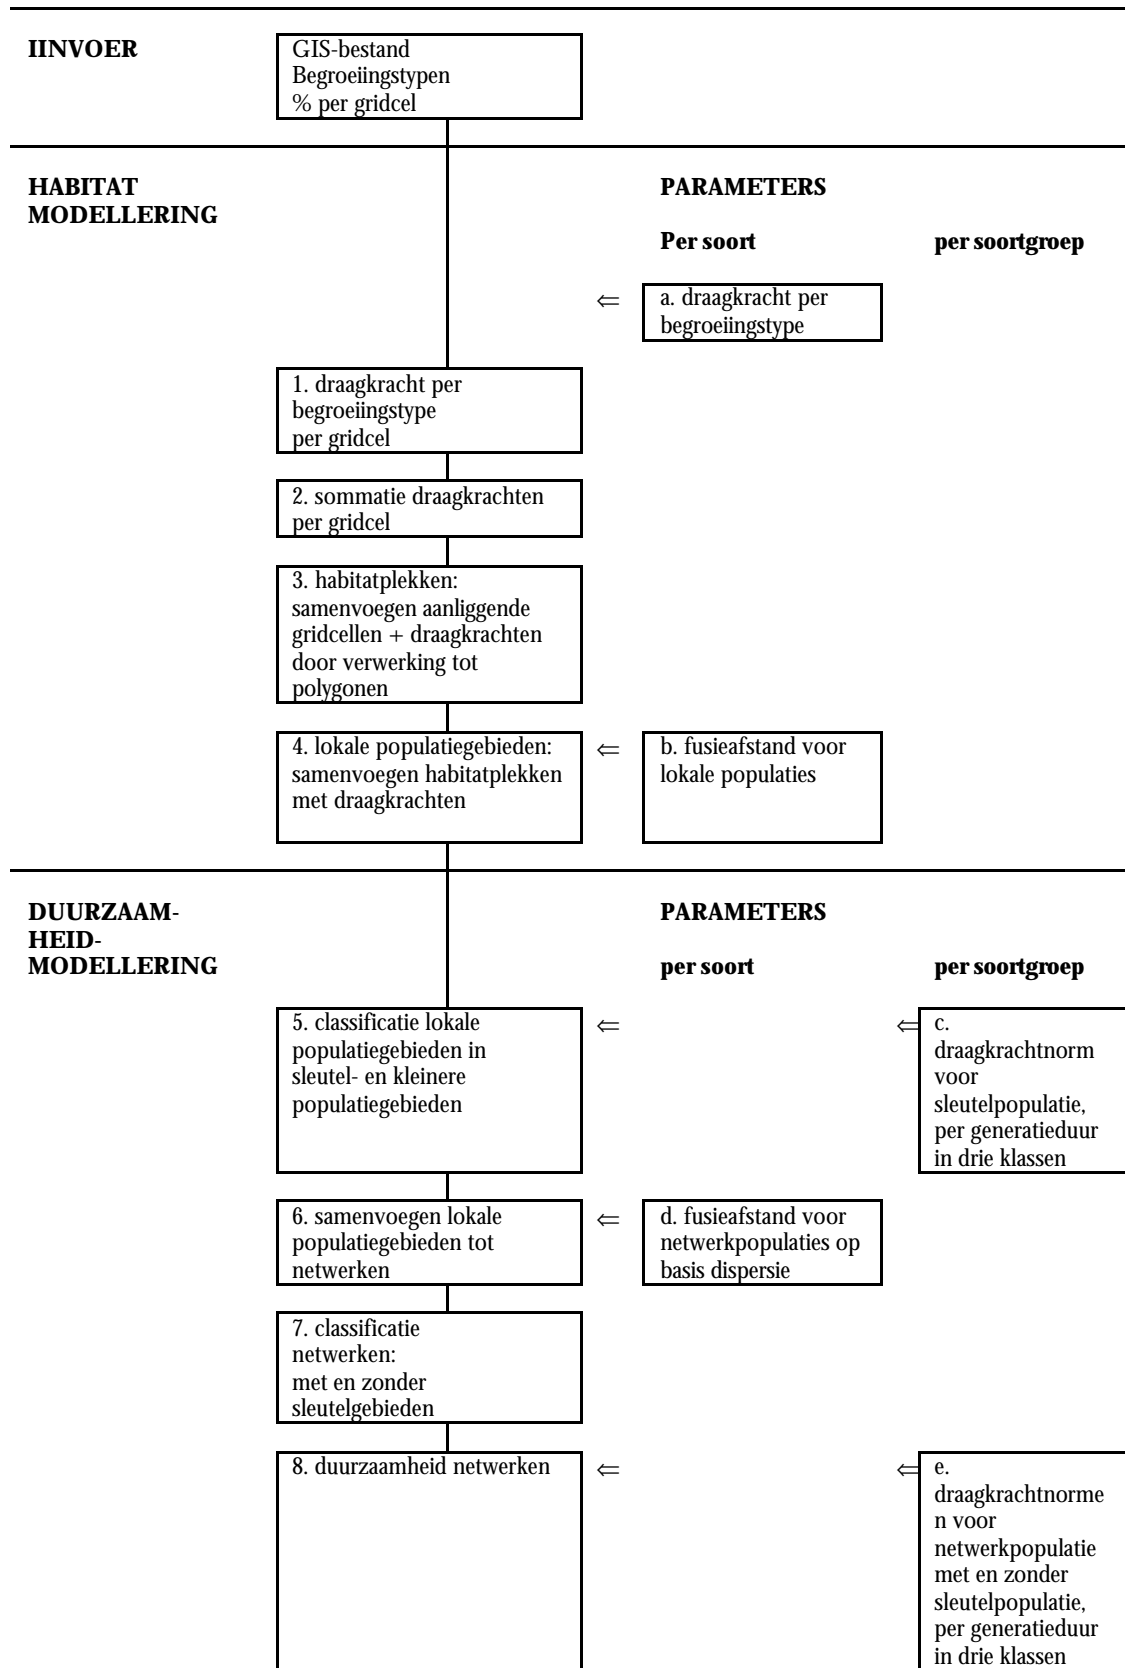 IINVOER
GIS-bestand
Begroeiingstypen
% per gridcel
HABITAT
MODELLERING
PARAMETERS
Per soort
per soortgroep
⇐
a. draagkracht per
begroeiingstype
1. draagkracht per
begroeiingstype
per gridcel
2. sommatie draagkrachten
per gridcel
3. habitatplekken:
samenvoegen aanliggende
gridcellen + draagkrachten
door verwerking tot
polygonen
4. lokale populatiegebieden:
samenvoegen habitatplekken
met draagkrachten
⇐
b. fusieafstand voor
lokale populaties
DUURZAAM-
HEID-
MODELLERING
PARAMETERS
per soort
per soortgroep
5. classificatie lokale
populatiegebieden in
sleutel- en kleinere
populatiegebieden
⇐
⇐
c.
draagkrachtnorm
voor
sleutelpopulatie,
per generatieduur
in drie klassen
6. samenvoegen lokale
populatiegebieden tot
netwerken
⇐
d. fusieafstand voor
netwerkpopulaties op
basis dispersie
7. classificatie
netwerken:
met en zonder
sleutelgebieden
8. duurzaamheid netwerken
⇐
⇐
e.
draagkrachtnorme
n voor
netwerkpopulatie
met en zonder
sleutelpopulatie,
per generatieduur
in drie klassen